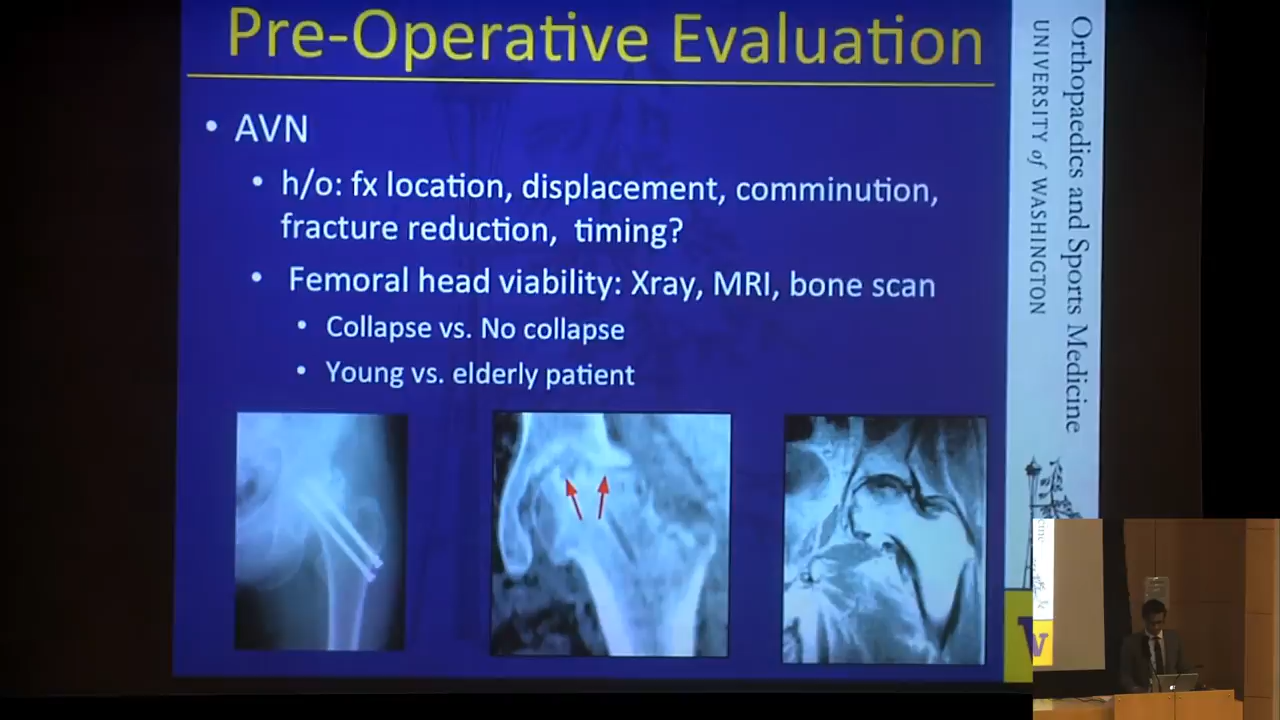 Pre-Operative Evaluation
• AVN
• h/o: fx location, displacement, comminution,
fracture reduction, timing?
• Femoral head viability: Xray, MRI, bone scan
• Collapse vs. No collapse
• Young vs. elderly patient
Orthopaedics and Sports Medicine
UNIVERSITY of WASHINGTON
W